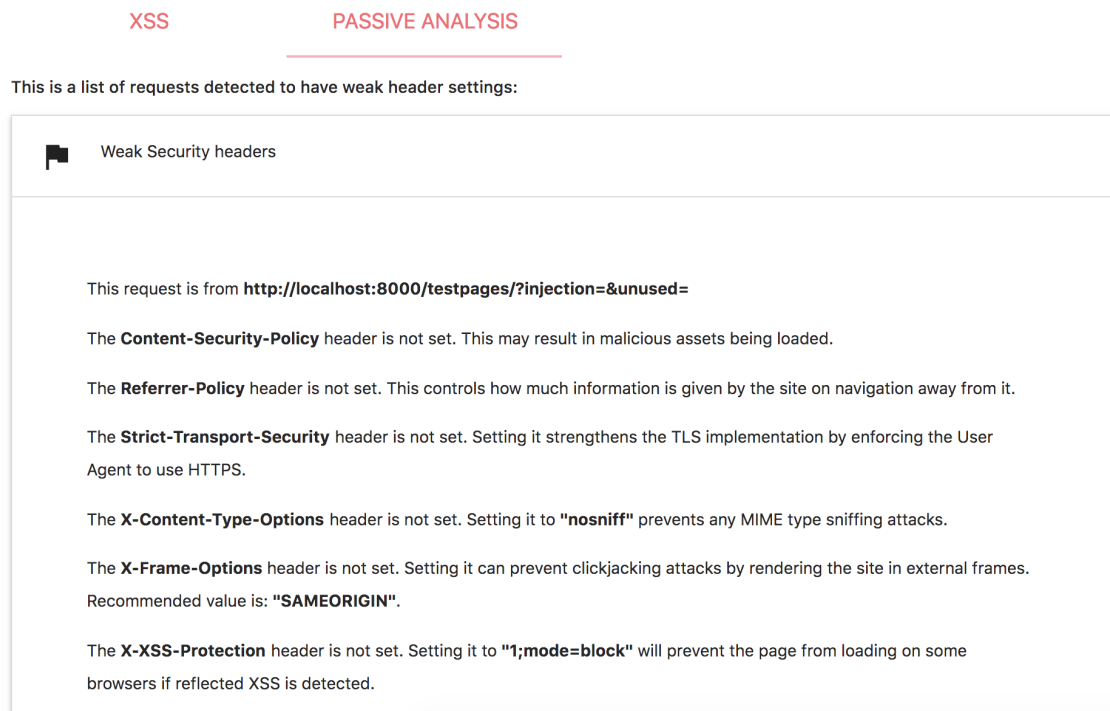 XSS PASSIVE ANALYSIS
This is a list of requests detected to have weak header settings:
Weak Security headers
This request is from http://localhost:8000/testpages/?injection=&unused=
The Content-Security-Policy header is not set. This may result in malicious assets being loaded.
The Referrer-Policy header is not set. This controls how much information is given by the site on navigation away from it.
The Strict-Transport-Security header is not set. Setting it strengthens the TLS implementation by enforcing the User
Agent to use HTTPS.
The X-Content-Type-Options header is not set. Setting it to "nosniff" prevents any MIME type sniffing attacks.
The X-Frame-Options header is not set. Setting it can prevent clickjacking attacks by rendering the site in external frames.
Recommended value is: "SAMEORIGIN".
The X-XSS-Protection header is not set. Setting it to "1;mode=block" will prevent the page from loading on some
browsers if reflected XSS is detected.